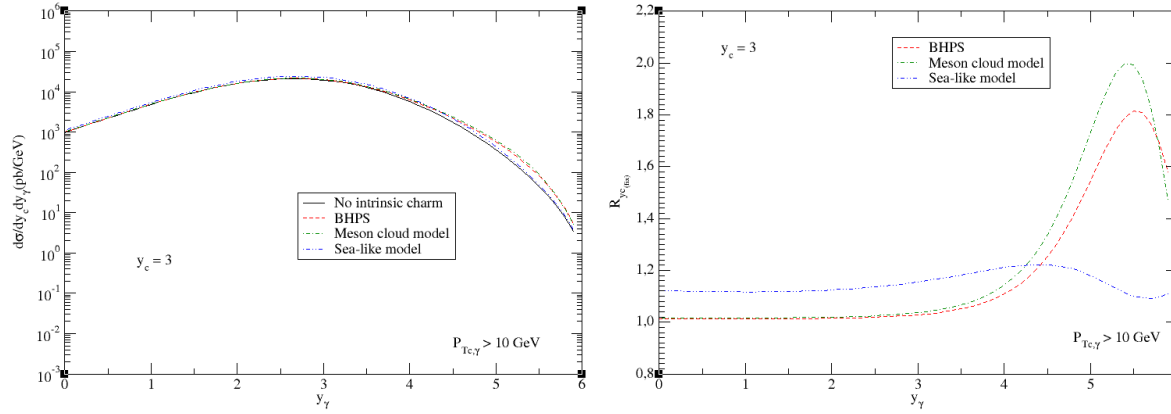 10^6
10^5
10^4
10^3
10^2
10^1
10^0
10^-1
10^-2
10^-3
dσ/dy_c dy_γ(pb/GeV)
No intrinsic charm
BHPS
Meson cloud model
Sea-like model
y_c = 3
P_Tc,γ > 10 GeV
0 1 2 3 4 5 6
y_γ
2,2
2,0
1,8
1,6
1,4
1,2
1,0
0,8
R_yc(fix)
y_c = 3
BHPS
Meson cloud model
Sea-like model
P_Tc,γ > 10 GeV
0 1 2 3 4 5
y_γ